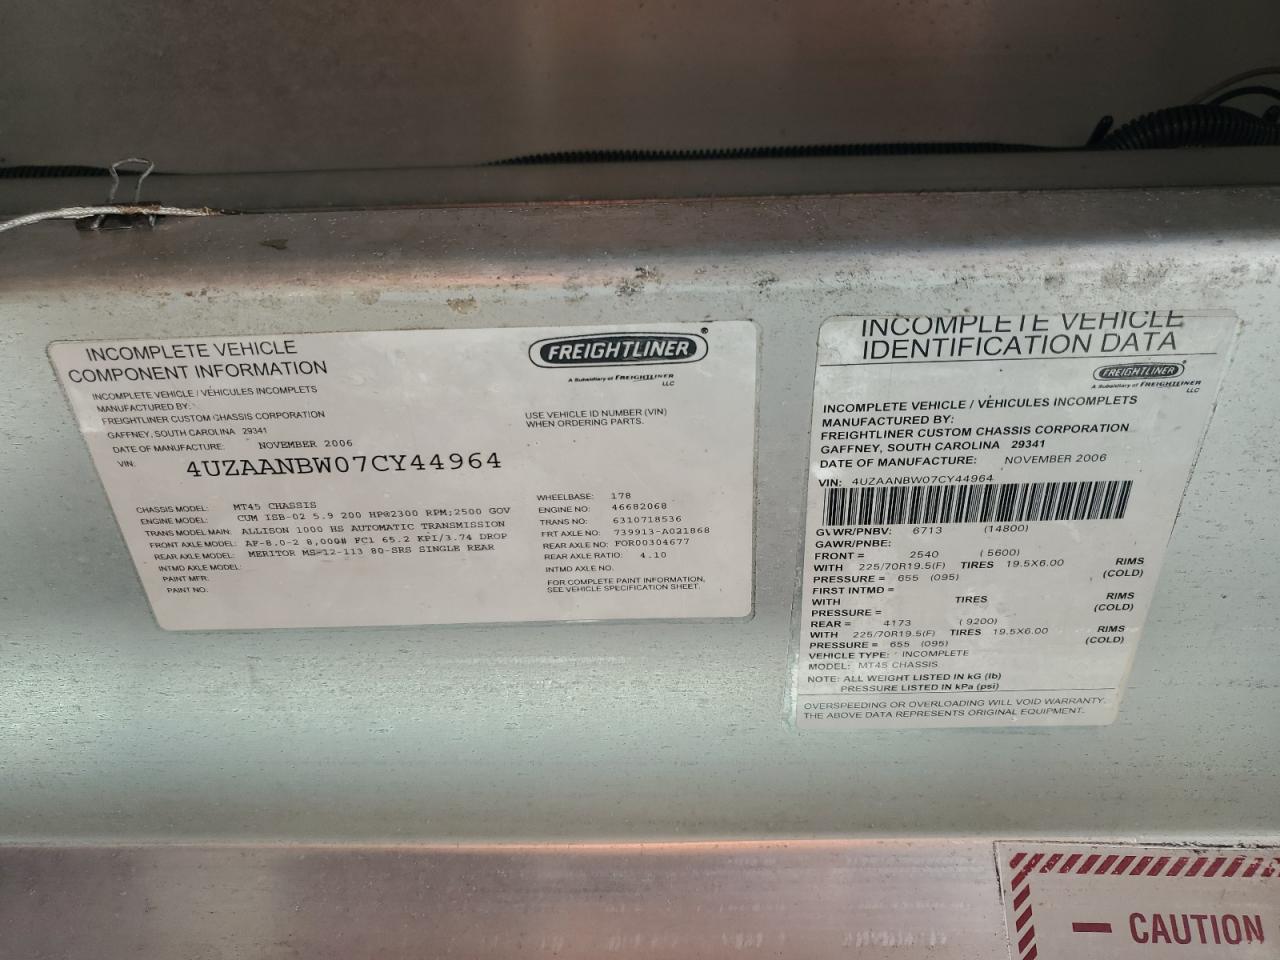 INCOMPLETE VEHICLE
COMPONENT INFORMATION
INCOMPLETE VEHICLE / VÉHICULES INCOMPLETS
MANUFACTURED BY:
FREIGHTLINER CUSTOM CHASSIS CORPORATION
GAFFNEY, SOUTH CAROLINA 29341
DATE OF MANUFACTURE: NOVEMBER 2006
VIN: 4UZAANBW07CY44964
FREIGHTLINER®
A Subsidiary of FREIGHTLINER LLC
USE VEHICLE ID NUMBER (VIN)
WHEN ORDERING PARTS.
CHASSIS MODEL: MT45 CHASSIS
ENGINE MODEL: CUM ISB-02 5.9 200 HP@2300 RPM;2500 GOV
TRANS MODEL MAIN: ALLISON 1000 HS AUTOMATIC TRANSMISSION
FRONT AXLE MODEL: AF-8.0-2 8,000# FC1 65.2 KPI/3.74 DROP
REAR AXLE MODEL: MERITOR MS-12-113 80-SRS SINGLE REAR
INTMD AXLE MODEL:
PAINT MFR:
PAINT NO:
WHEELBASE: 178
ENGINE NO: 46682068
TRANS NO: 6310718536
FRT AXLE NO: 739913-A021868
REAR AXLE NO: FOR00304677
REAR AXLE RATIO: 4.10
INTMD AXLE NO.
FOR COMPLETE PAINT INFORMATION,
SEE VEHICLE SPECIFICATION SHEET.
INCOMPLETE VEHICLE
IDENTIFICATION DATA
FREIGHTLINER®
A Subsidiary of FREIGHTLINER LLC
INCOMPLETE VEHICLE / VÉHICULES INCOMPLETS
MANUFACTURED BY:
FREIGHTLINER CUSTOM CHASSIS CORPORATION
GAFFNEY, SOUTH CAROLINA 29341
DATE OF MANUFACTURE: NOVEMBER 2006
VIN: 4UZAANBW07CY44964
GVWR/PNBV: 6713 (14800)
GAWR/PNBE:
FRONT = 2540 (5600)
WITH 225/70R19.5(F) TIRES 19.5X6.00 RIMS
PRESSURE = 655 (095) (COLD)
FIRST INTMD =
WITH TIRES RIMS
PRESSURE = (COLD)
REAR = 4173 (9200)
WITH 225/70R19.5(F) TIRES 19.5X6.00 RIMS
PRESSURE = 655 (095) (COLD)
VEHICLE TYPE: INCOMPLETE
MODEL: MT45 CHASSIS
NOTE: ALL WEIGHT LISTED IN kG (lb)
PRESSURE LISTED IN kPa (psi)
OVERSPEEDING OR OVERLOADING WILL VOID WARRANTY.
THE ABOVE DATA REPRESENTS ORIGINAL EQUIPMENT.
— CAUTION